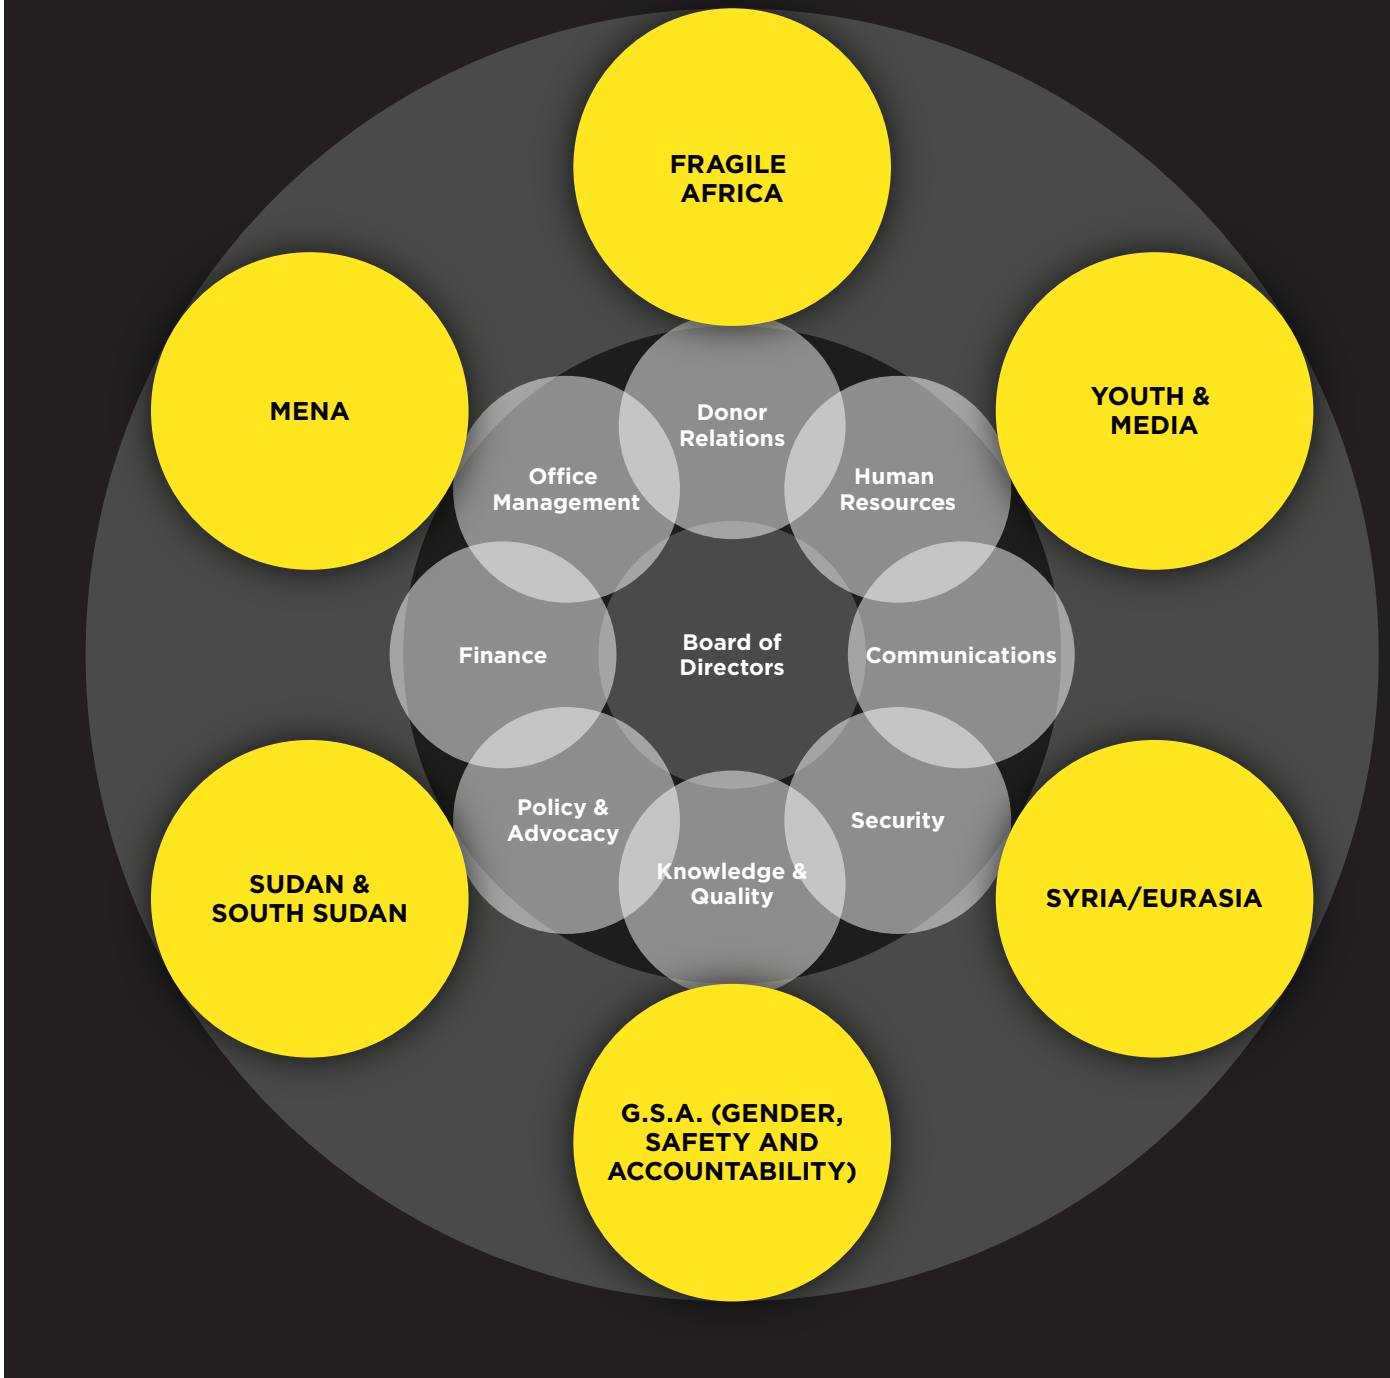 FRAGILE
AFRICA
MENA
YOUTH &
MEDIA
Donor
Relations
Office
Management
Human
Resources
Finance
Board of
Directors
Communications
Policy &
Advocacy
Security
Knowledge &
Quality
SUDAN &
SOUTH SUDAN
SYRIA/EURASIA
G.S.A. (GENDER,
SAFETY AND
ACCOUNTABILITY)